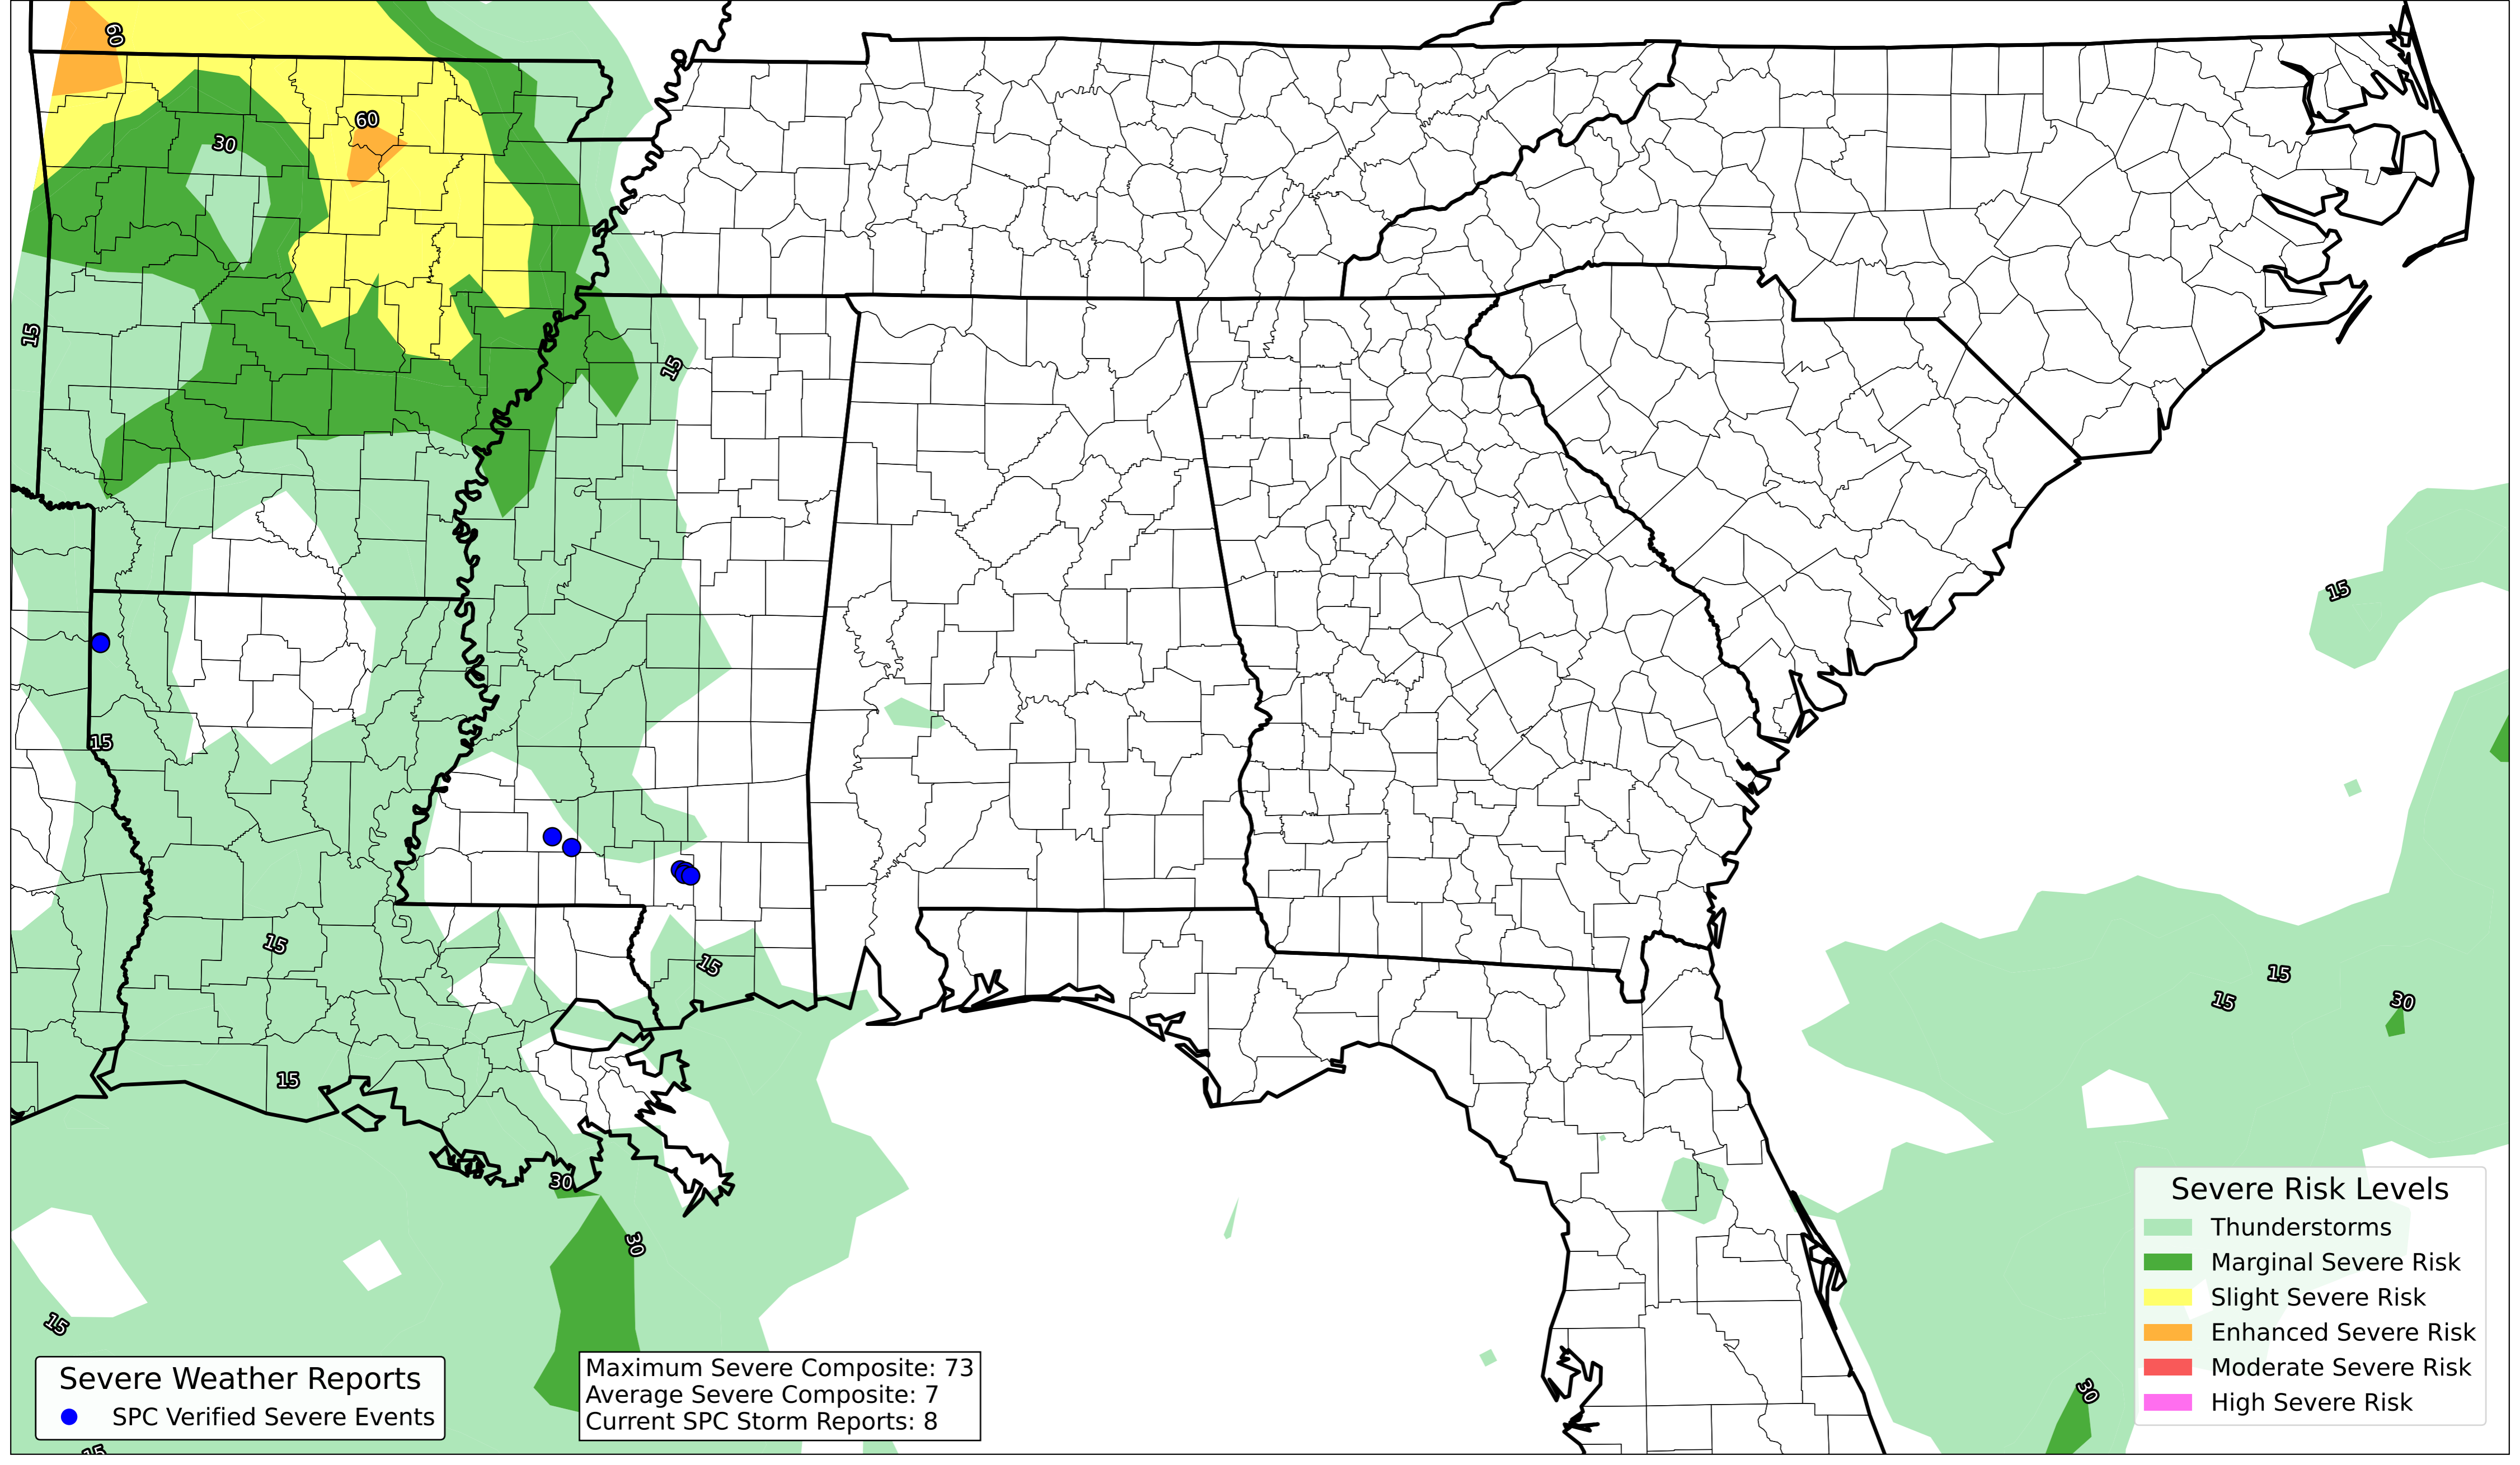 60
60
30
15
15
15
15
15
15
15
15
30
15
30
30
15
30
15
Severe Risk Levels
Thunderstorms
Marginal Severe Risk
Slight Severe Risk
Enhanced Severe Risk
Moderate Severe Risk
High Severe Risk
Severe Weather Reports
SPC Verified Severe Events
Maximum Severe Composite: 73
Average Severe Composite: 7
Current SPC Storm Reports: 8
15